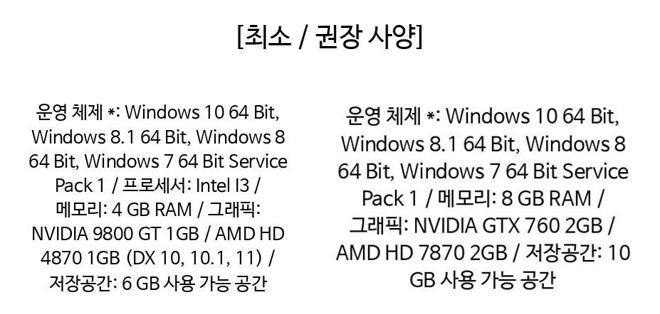 [최소 / 권장 사양]
운영 체제 *: Windows 10 64 Bit,
Windows 8.1 64 Bit, Windows 8
64 Bit, Windows 7 64 Bit Service
Pack 1 / 프로세서: Intel I3 /
메모리: 4 GB RAM / 그래픽:
NVIDIA 9800 GT 1GB / AMD HD
4870 1GB (DX 10, 10.1, 11) /
저장공간: 6 GB 사용 가능 공간
운영 체제 *: Windows 10 64 Bit,
Windows 8.1 64 Bit, Windows 8
64 Bit, Windows 7 64 Bit Service
Pack 1 / 메모리: 8 GB RAM /
그래픽: NVIDIA GTX 760 2GB /
AMD HD 7870 2GB / 저장공간: 10
GB 사용 가능 공간